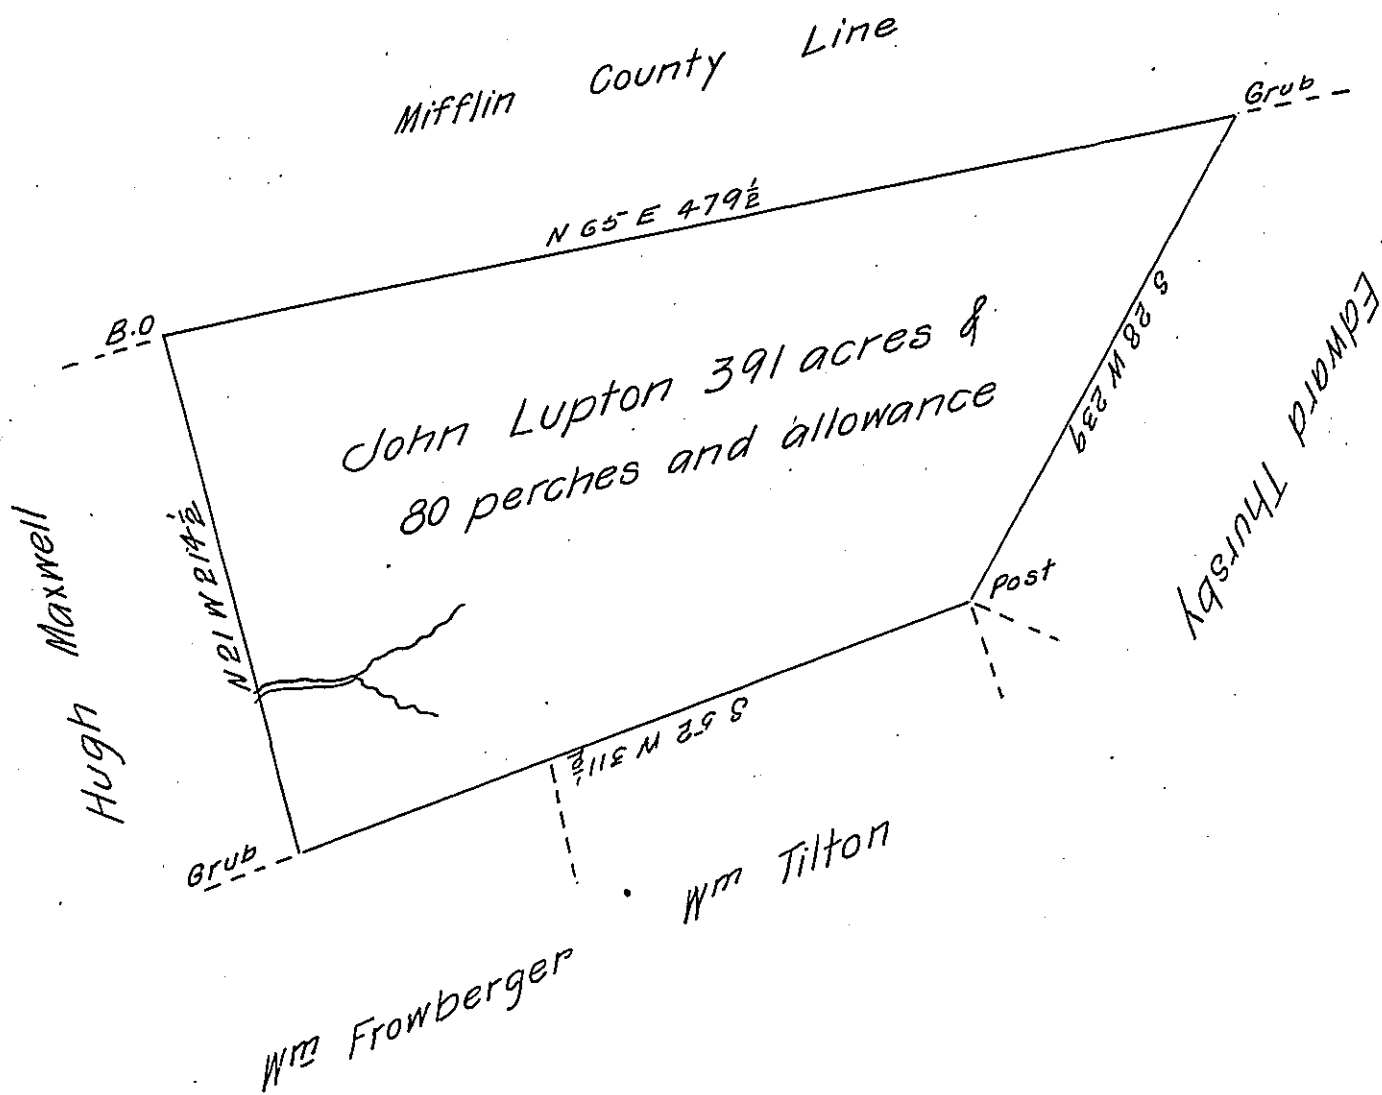 Mifflin County Line
Grub
N 65 E 479½
B.O
S 28 W 239
John Lupton 391 acres &
80 perches and allowance
Edward Thursby
Hugh Maxwell
N 21 W 214½
Post
S 52 W 311½
Grub
Wm Tilton
Wm Frowberger